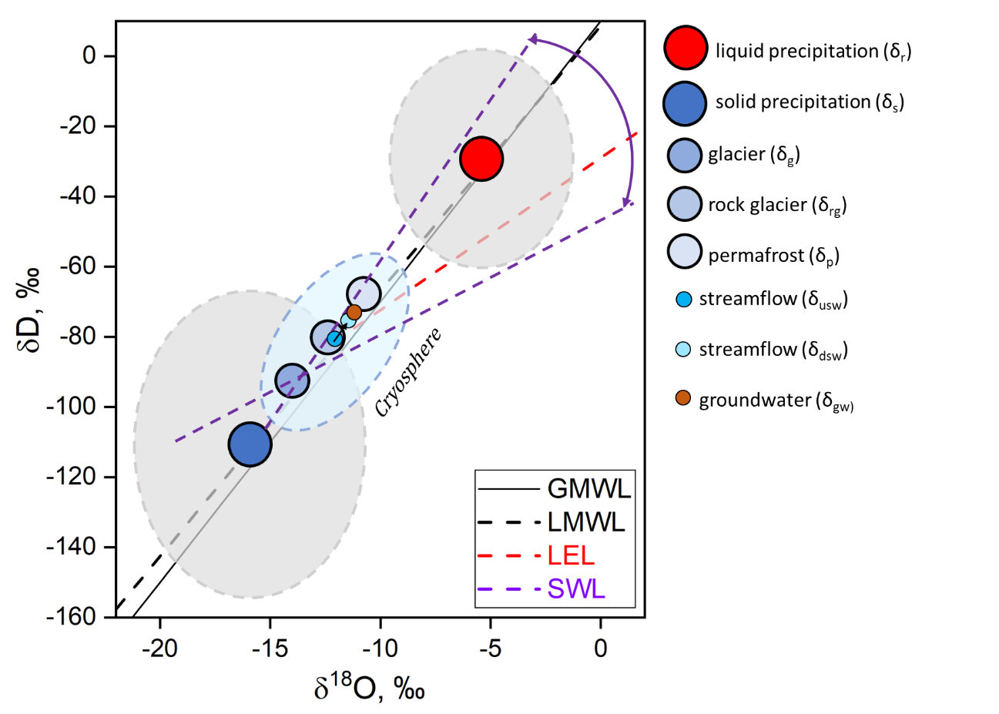 0
-20
-40
-60
-80
-100
-120
-140
-160
δD, ‰
-20
-15
-10
-5
0
δ¹⁸O, ‰
Cryosphere
GMWL
LMWL
LEL
SWL
liquid precipitation (δr)
solid precipitation (δs)
glacier (δg)
rock glacier (δrg)
permafrost (δp)
streamflow (δusw)
streamflow (δdsw)
groundwater (δgw)